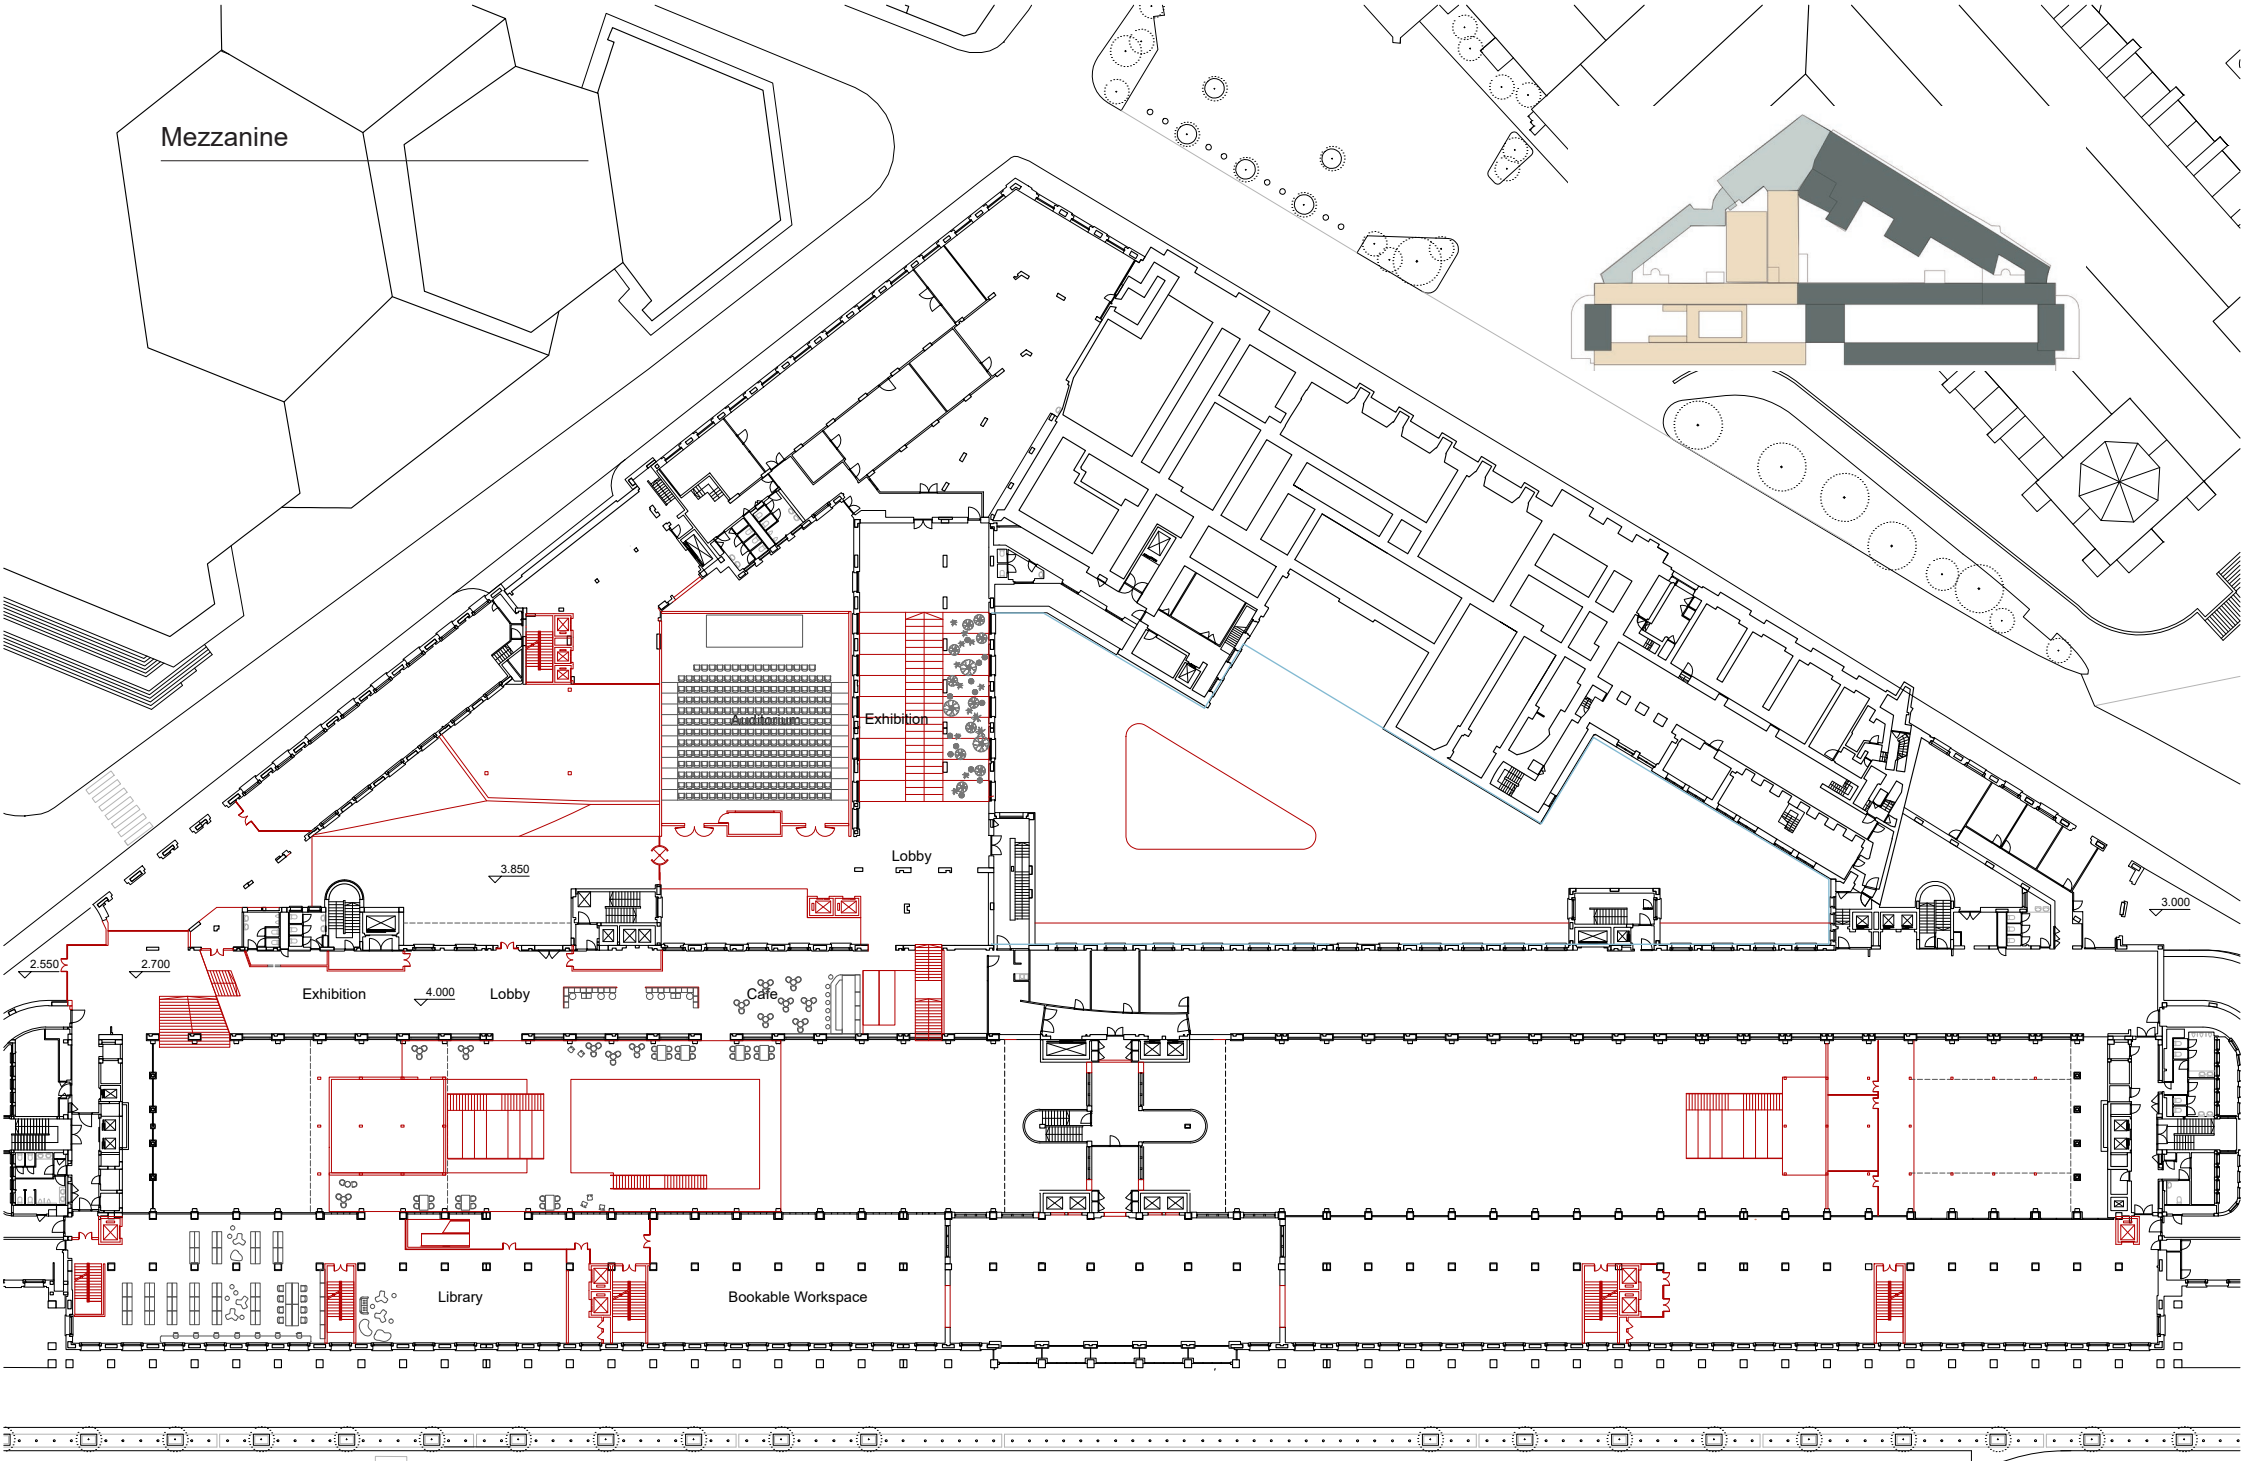 Mezzanine
Auditorium
Exhibition
Lobby
3.850
3.000
2.550
2.700
Exhibition
4.000
Lobby
Cafe
Library
Bookable Workspace